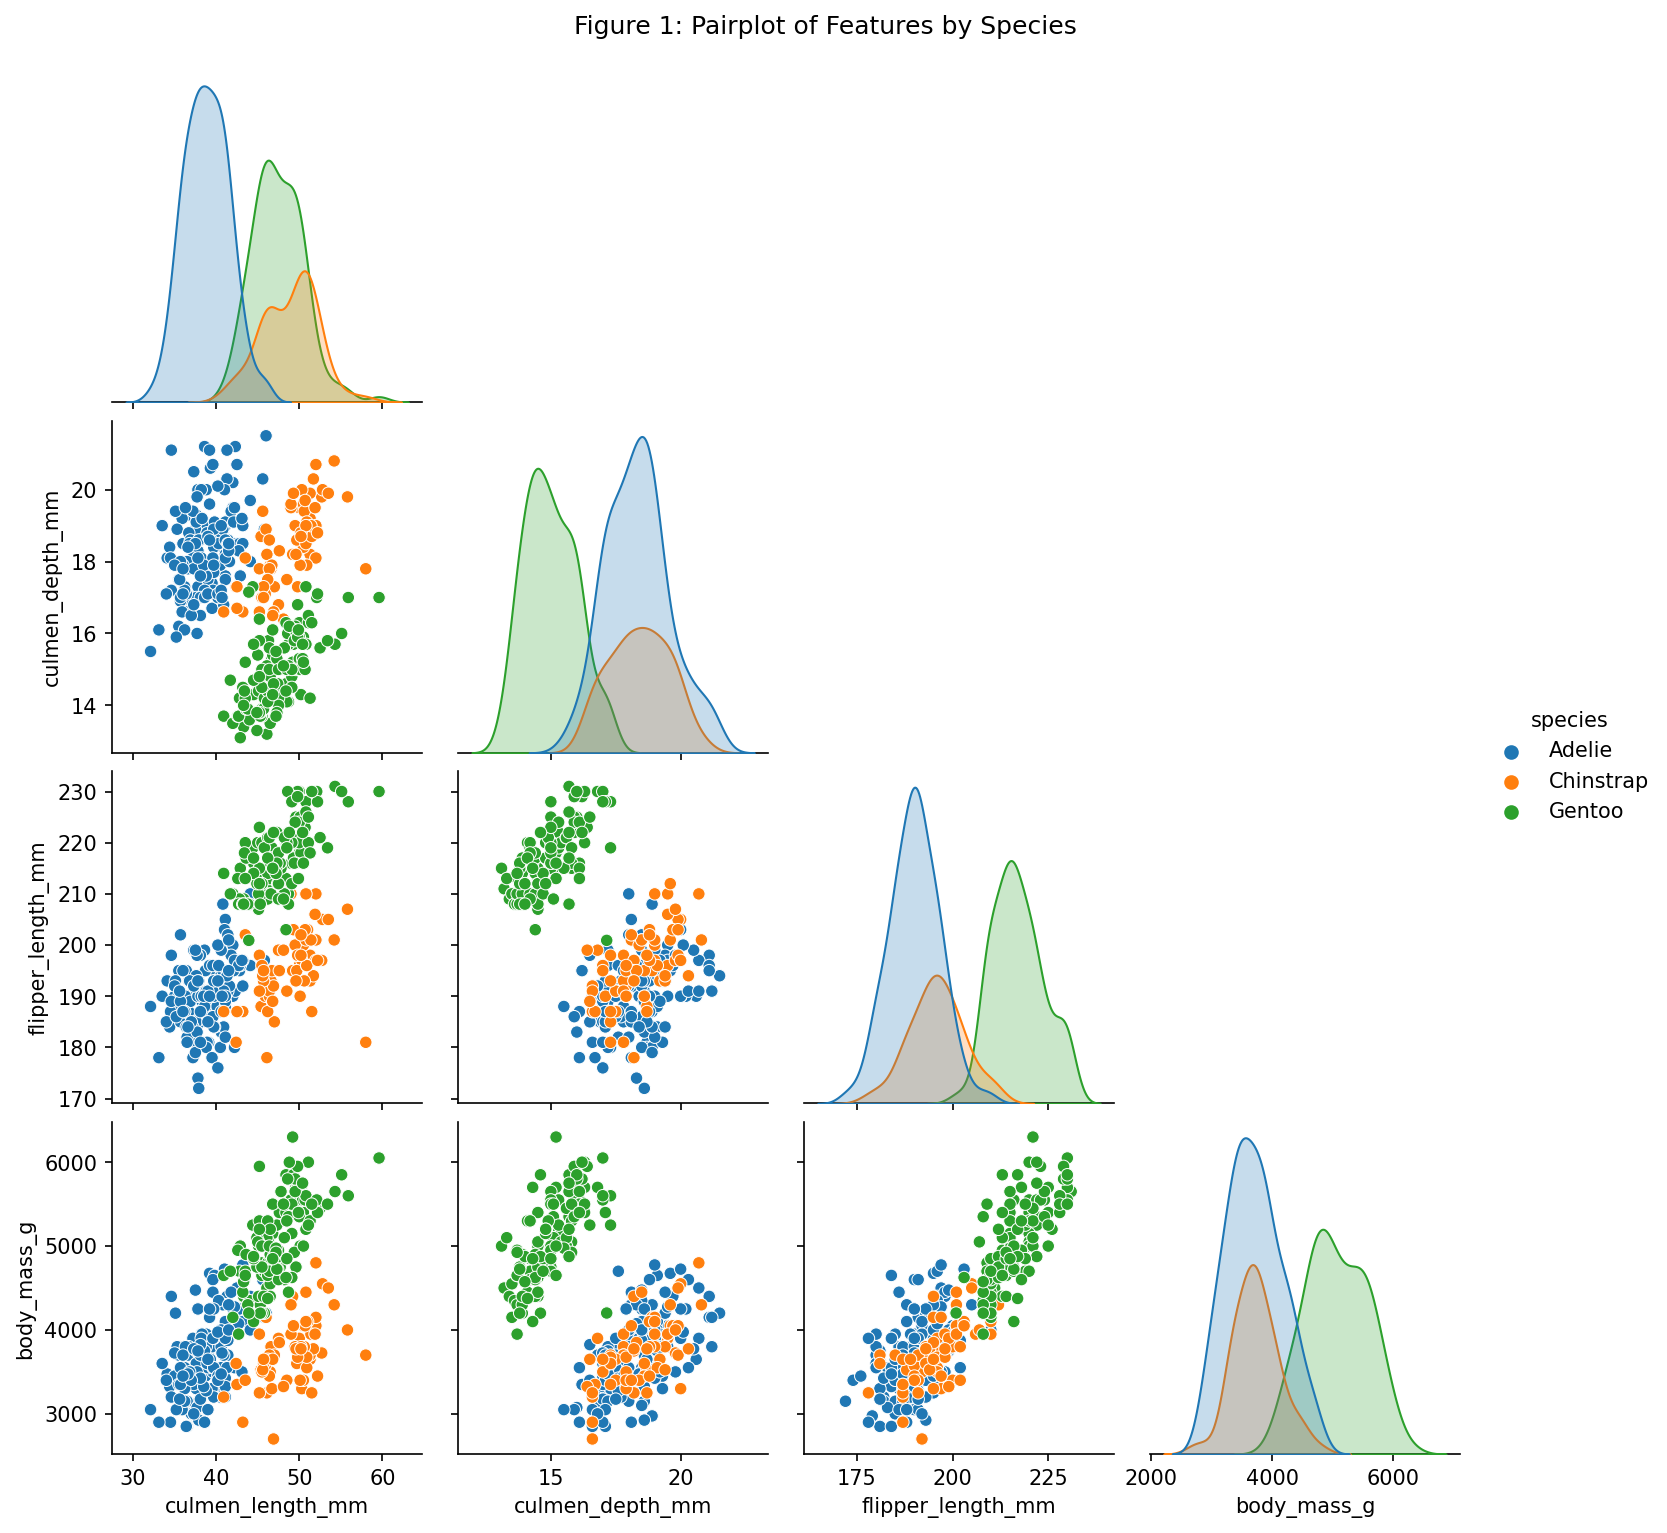 Figure 1: Pairplot of Features by Species
culmen_depth_mm
20
18
16
14
flipper_length_mm
230
220
210
200
190
180
170
body_mass_g
6000
5000
4000
3000
30 40 50 60
culmen_length_mm
15 20
culmen_depth_mm
175 200 225
flipper_length_mm
2000 4000 6000
body_mass_g
species
Adelie
Chinstrap
Gentoo